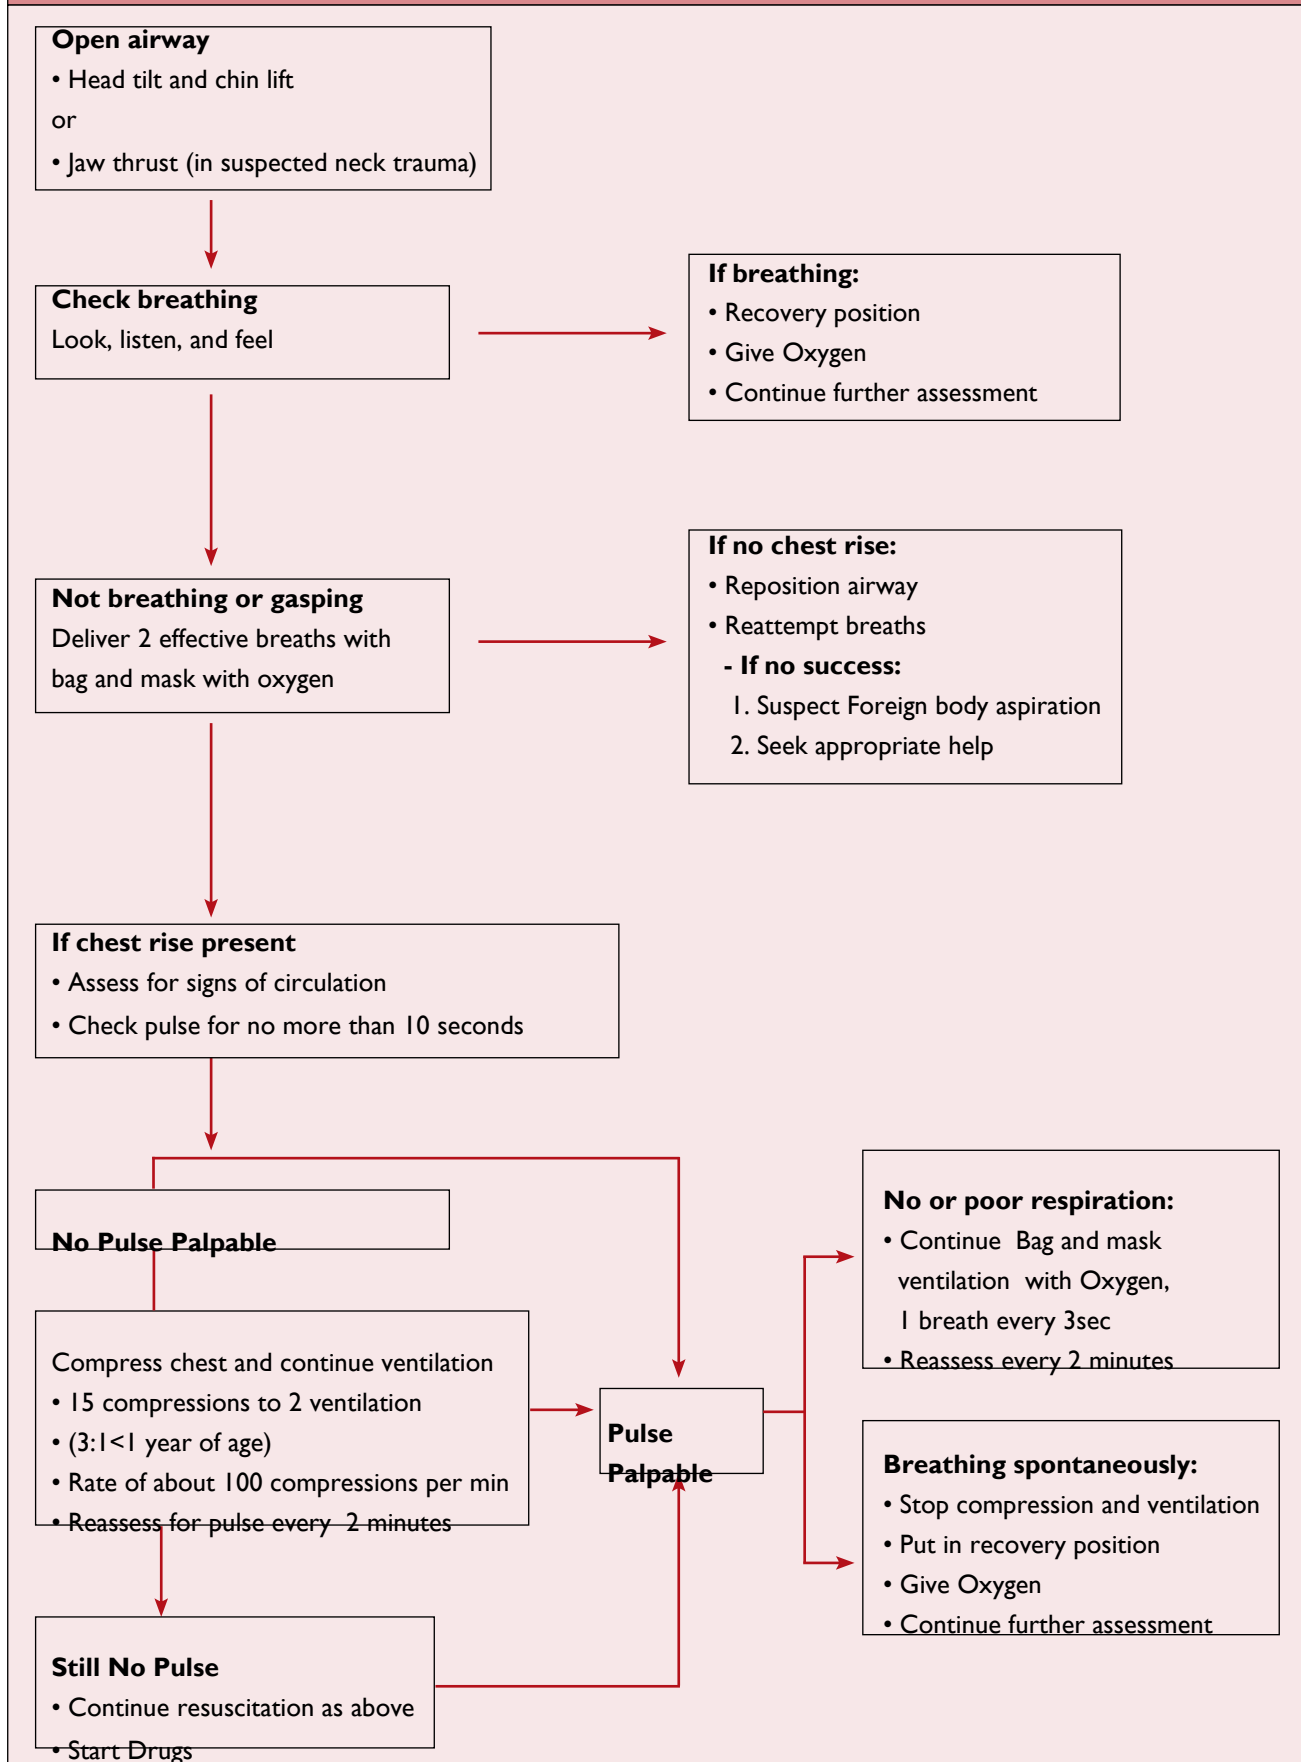 Open airway
• Head tilt and chin lift
or
• Jaw thrust (in suspected neck trauma)
Check breathing
Look, listen, and feel
If breathing:
• Recovery position
• Give Oxygen
• Continue further assessment
Not breathing or gasping
Deliver 2 effective breaths with
bag and mask with oxygen
If no chest rise:
• Reposition airway
• Reattempt breaths
- If no success:
1. Suspect Foreign body aspiration
2. Seek appropriate help
If chest rise present
• Assess for signs of circulation
• Check pulse for no more than 10 seconds
No Pulse Palpable
Compress chest and continue ventilation
• 15 compressions to 2 ventilation
• (3:1<1 year of age)
• Rate of about 100 compressions per min
• Reassess for pulse every 2 minutes
Pulse
Palpable
No or poor respiration:
• Continue Bag and mask
ventilation with Oxygen,
1 breath every 3sec
• Reassess every 2 minutes
Breathing spontaneously:
• Stop compression and ventilation
• Put in recovery position
• Give Oxygen
• Continue further assessment
Still No Pulse
• Continue resuscitation as above
• Start Drugs